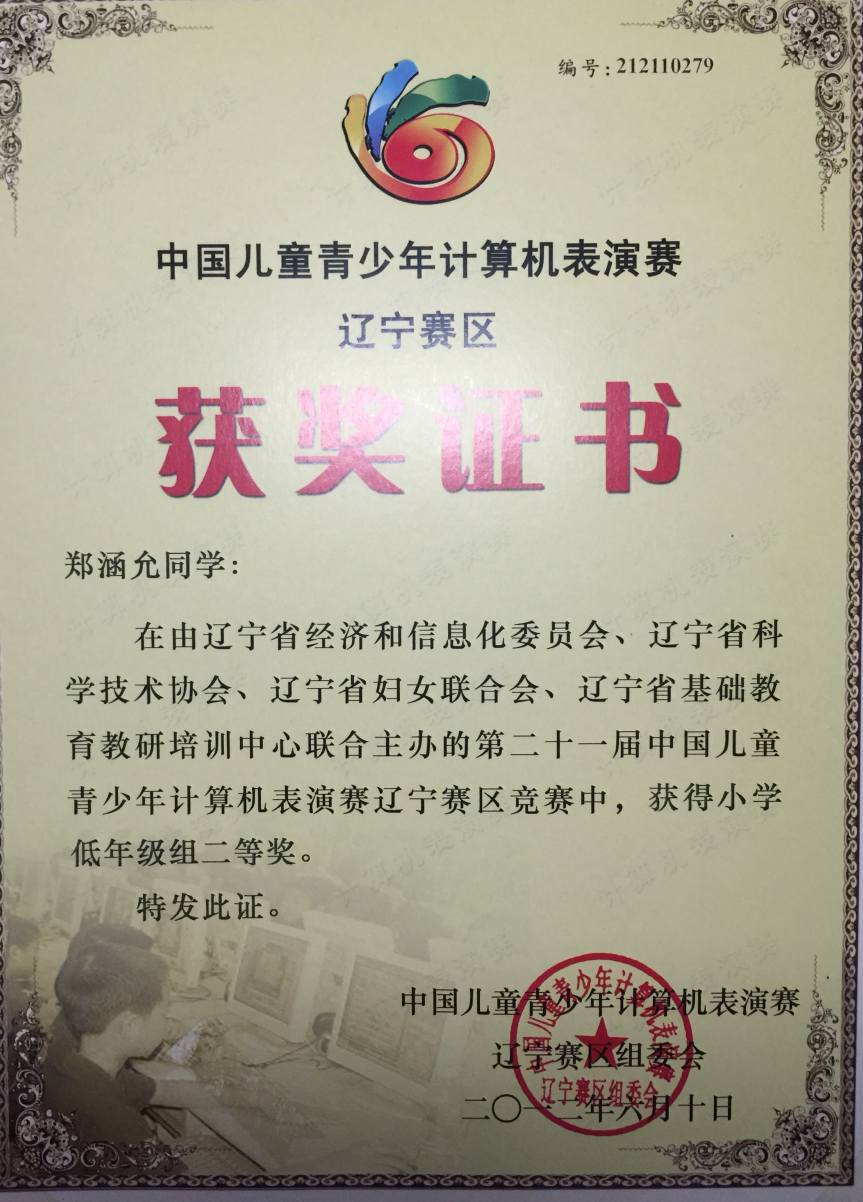 编号:212110279
中国儿童青少年计算机表演赛
辽宁赛区
获奖证书
郑涵允同学:
在由辽宁省经济和信息化委员会、辽宁省科
学技术协会、辽宁省妇女联合会、辽宁省基础教
育教研培训中心联合主办的第二十一届中国儿童
青少年计算机表演赛辽宁赛区竞赛中，获得小学
低年级组二等奖。
特发此证。
中国儿童青少年计算机表演赛
辽宁赛区组委会
二〇一二年六月十日
中国儿童青少年计算机表演赛
辽宁赛区组委会